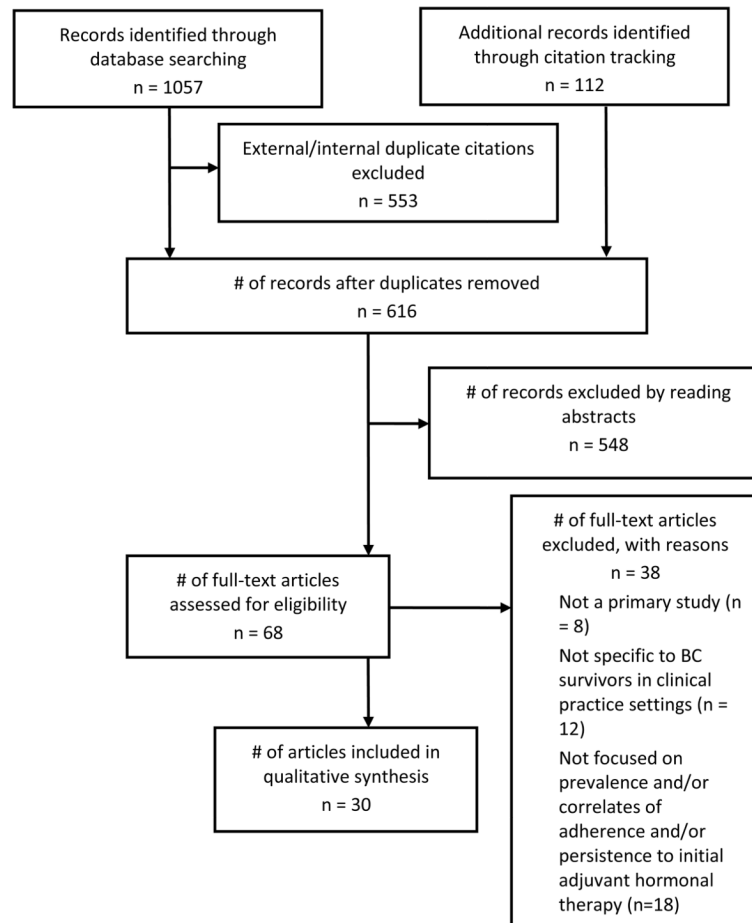 Records identified through
database searching
n = 1057
Additional records identified
through citation tracking
n = 112
External/internal duplicate citations
excluded
n = 553
# of records after duplicates removed
n = 616
# of records excluded by reading
abstracts
n = 548
# of full-text articles
assessed for eligibility
n = 68
# of full-text articles
excluded, with reasons
n = 38
Not a primary study (n
= 8)
Not specific to BC
survivors in clinical
practice settings (n =
12)
Not focused on
prevalence and/or
correlates of
adherence and/or
persistence to initial
adjuvant hormonal
therapy (n=18)
# of articles included in
qualitative synthesis
n = 30